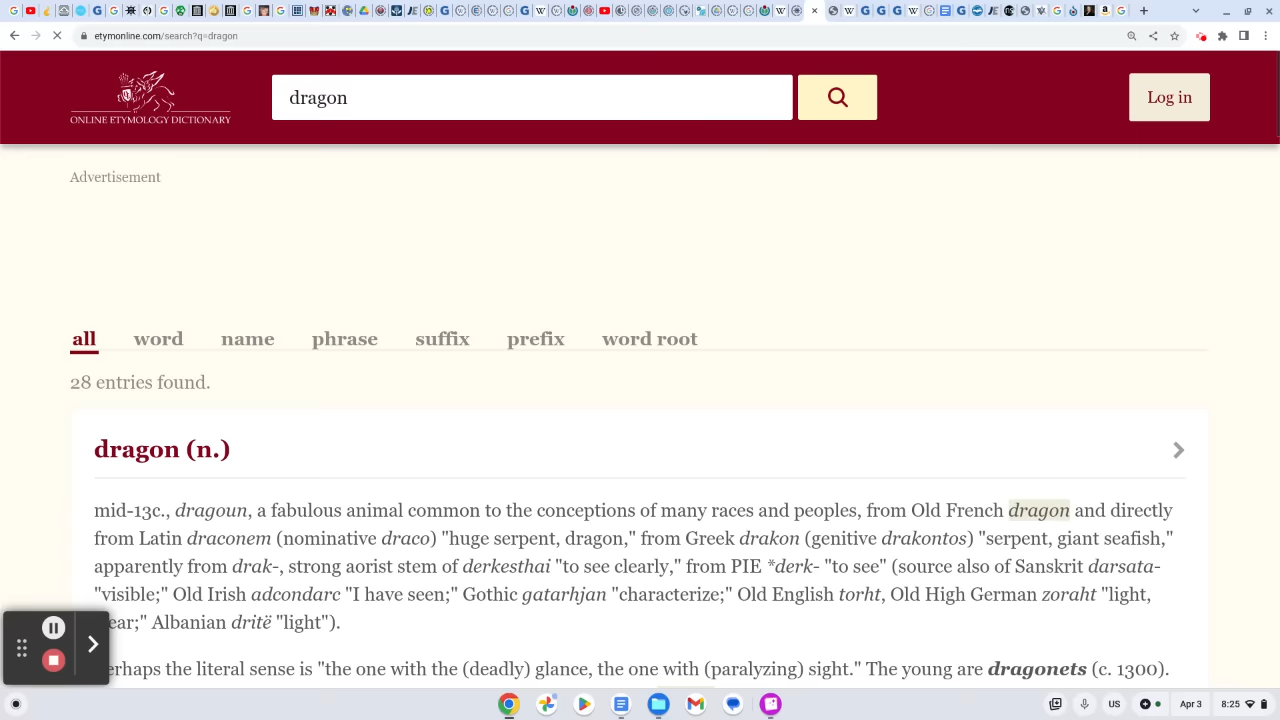 etymonline.com/search?q=dragon
ONLINE ETYMOLOGY DICTIONARY
dragon
Log in
Advertisement
all word name phrase suffix prefix word root
28 entries found.
dragon (n.)
mid-13c., dragoun, a fabulous animal common to the conceptions of many races and peoples, from Old French dragon and directly
from Latin draconem (nominative draco) "huge serpent, dragon," from Greek drakon (genitive drakontos) "serpent, giant seafish,"
apparently from drak-, strong aorist stem of derkesthai "to see clearly," from PIE *derk- "to see" (source also of Sanskrit darsata-
"visible;" Old Irish adcondarc "I have seen;" Gothic gatarhjan "characterize;" Old English torht, Old High German zoraht "light,
ear;" Albanian dritë "light").
erhaps the literal sense is "the one with the (deadly) glance, the one with (paralyzing) sight." The young are dragonets (c. 1300).
US Apr 3 8:25